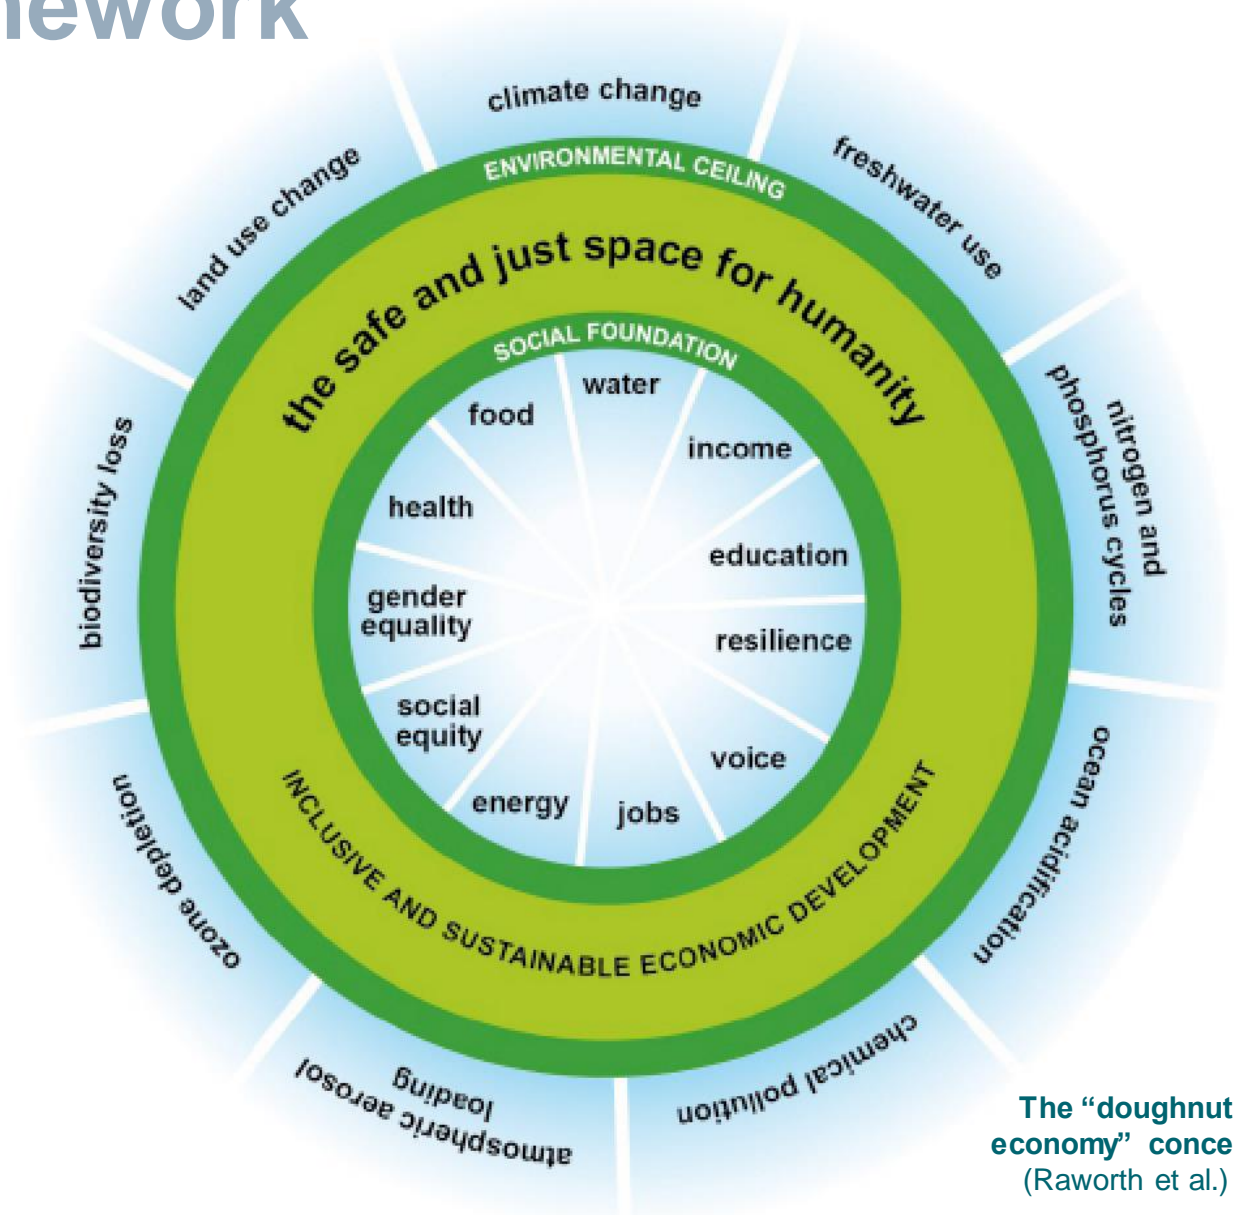 nework
climate change
freshwater use
nitrogen and
phosphorus cycles
ocean acidification
chemical pollution
atmospheric aerosol
loading
ozone depletion
biodiversity loss
land use change
ENVIRONMENTAL CEILING
the safe and just space for humanity
SOCIAL FOUNDATION
water
income
education
resilience
voice
jobs
energy
social
equity
gender
equality
health
food
INCLUSIVE AND SUSTAINABLE ECONOMIC DEVELOPMENT
The “doughnut
economy” conce
(Raworth et al.)